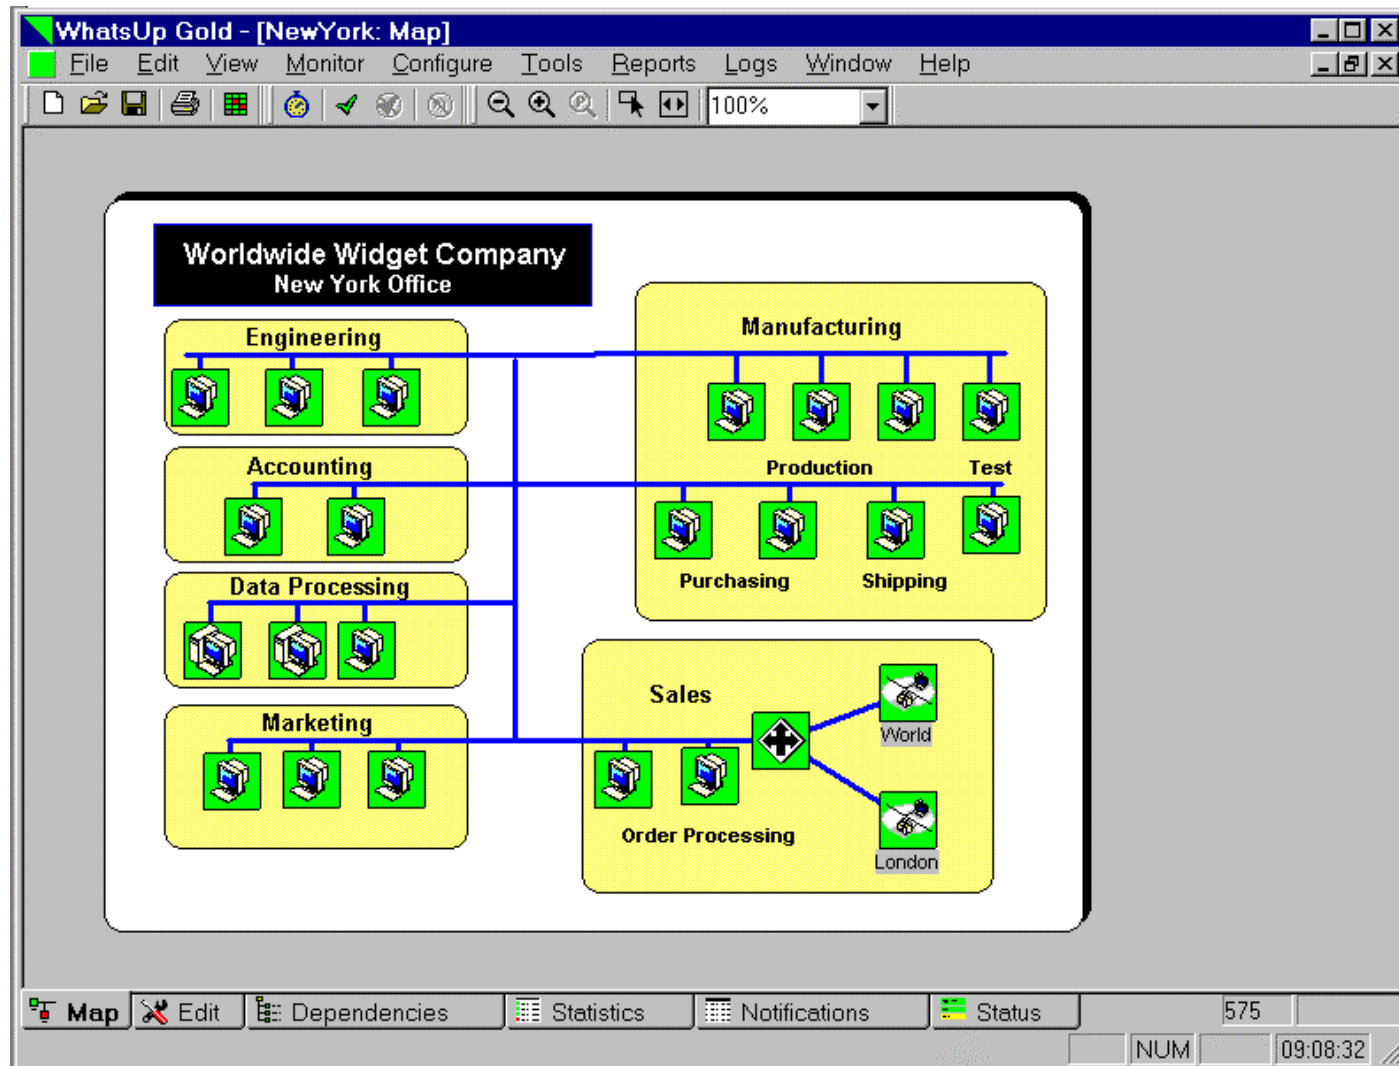 WhatsUp Gold - [NewYork: Map]
File Edit View Monitor Configure Tools Reports Logs Window Help
100%
Worldwide Widget Company
New York Office
Engineering
Manufacturing
Accounting
Production Test
Data Processing
Purchasing Shipping
Sales
Marketing
World
Order Processing
London
Map Edit Dependencies Statistics Notifications Status 575
NUM 09:08:32